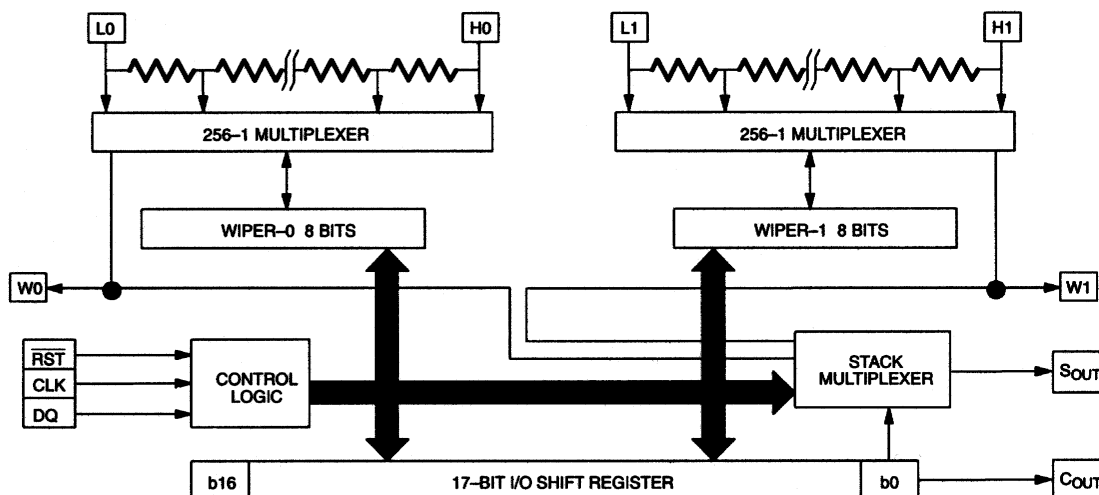 L0
H0
L1
H1
256–1 MULTIPLEXER
256–1 MULTIPLEXER
WIPER–0 8 BITS
WIPER–1 8 BITS
W0
W1
RST
CLK
DQ
CONTROL
LOGIC
STACK
MULTIPLEXER
SOUT
b16
17–BIT I/O SHIFT REGISTER
b0
COUT